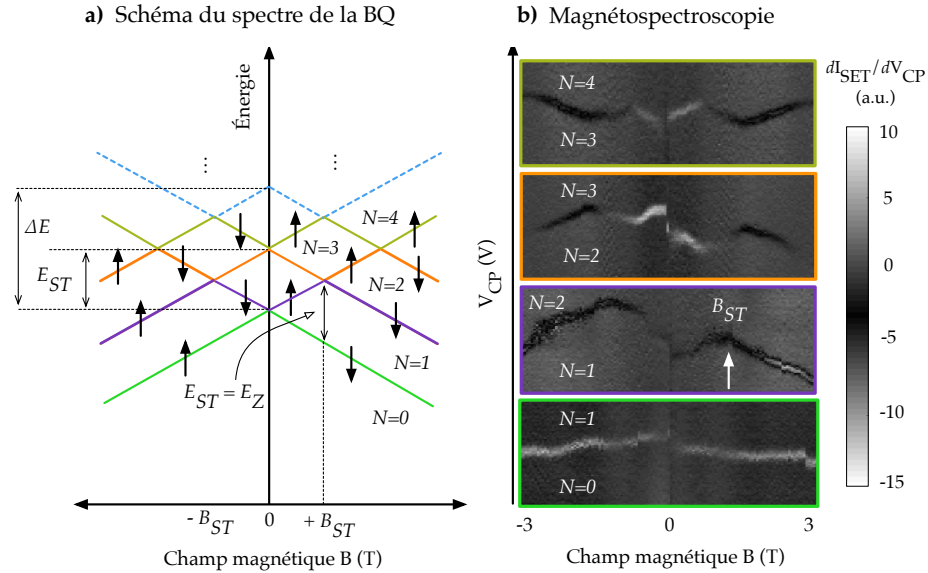 a) Schéma du spectre de la BQ
Énergie
...
...
ΔE
E_ST
N=4
N=3
N=2
N=1
N=0
E_ST = E_Z
- B_ST
0
+ B_ST
Champ magnétique B (T)
b) Magnétospectroscopie
V_CP (V)
N=4
N=3
N=3
N=2
N=2
B_ST
N=1
N=1
N=0
-3
0
3
Champ magnétique B (T)
dI_SET/dV_CP
(a.u.)
10
5
0
-5
-10
-15